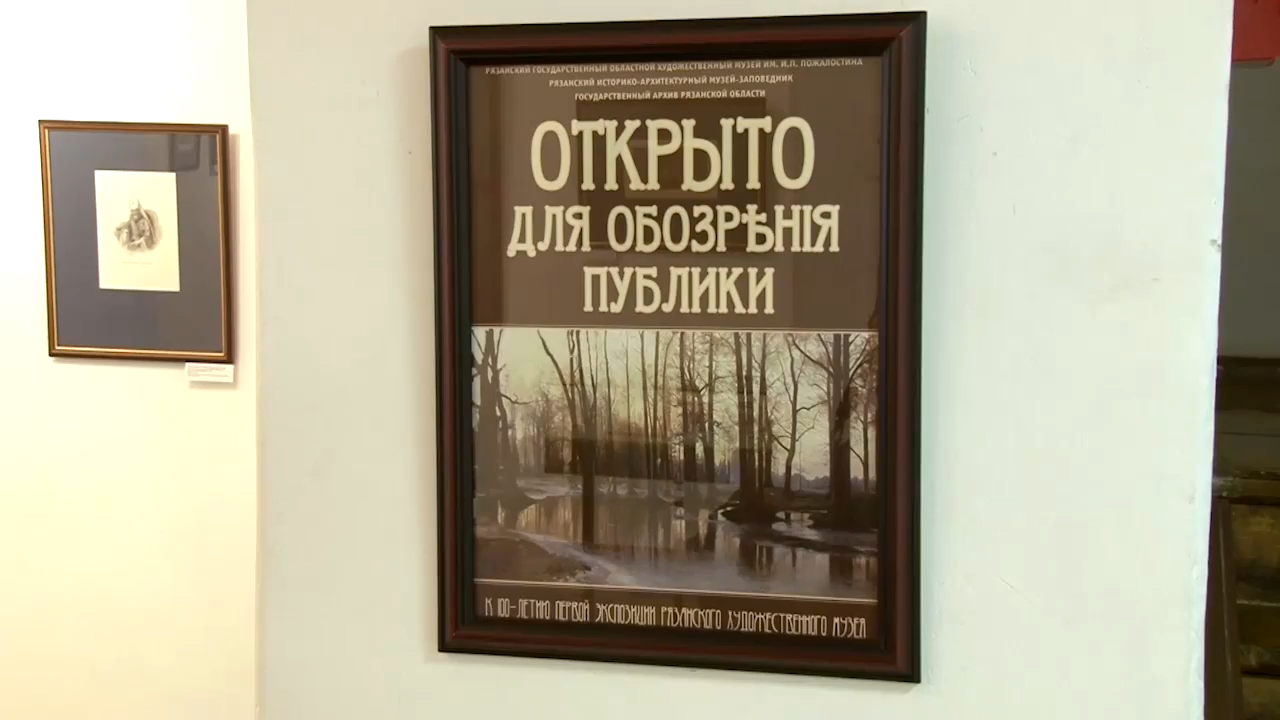 РЯЗАНСКИЙ ГОСУДАРСТВЕННЫЙ ОБЛАСТНОЙ ХУДОЖЕСТВЕННЫЙ МУЗЕЙ ИМ. И.П. ПОЖАЛОСТИНА
РЯЗАНСКИЙ ИСТОРИКО-АРХИТЕКТУРНЫЙ МУЗЕЙ-ЗАПОВЕДНИК
ГОСУДАРСТВЕННЫЙ АРХИВ РЯЗАНСКОЙ ОБЛАСТИ
ОТКРЫТО
ДЛЯ ОБОЗРѢНІЯ
ПУБЛИКИ
К 100-ЛЕТИЮ ПЕРВОЙ ЭКСПОЗИЦИИ РЯЗАНСКОГО ХУДОЖЕСТВЕННОГО МУЗЕЯ